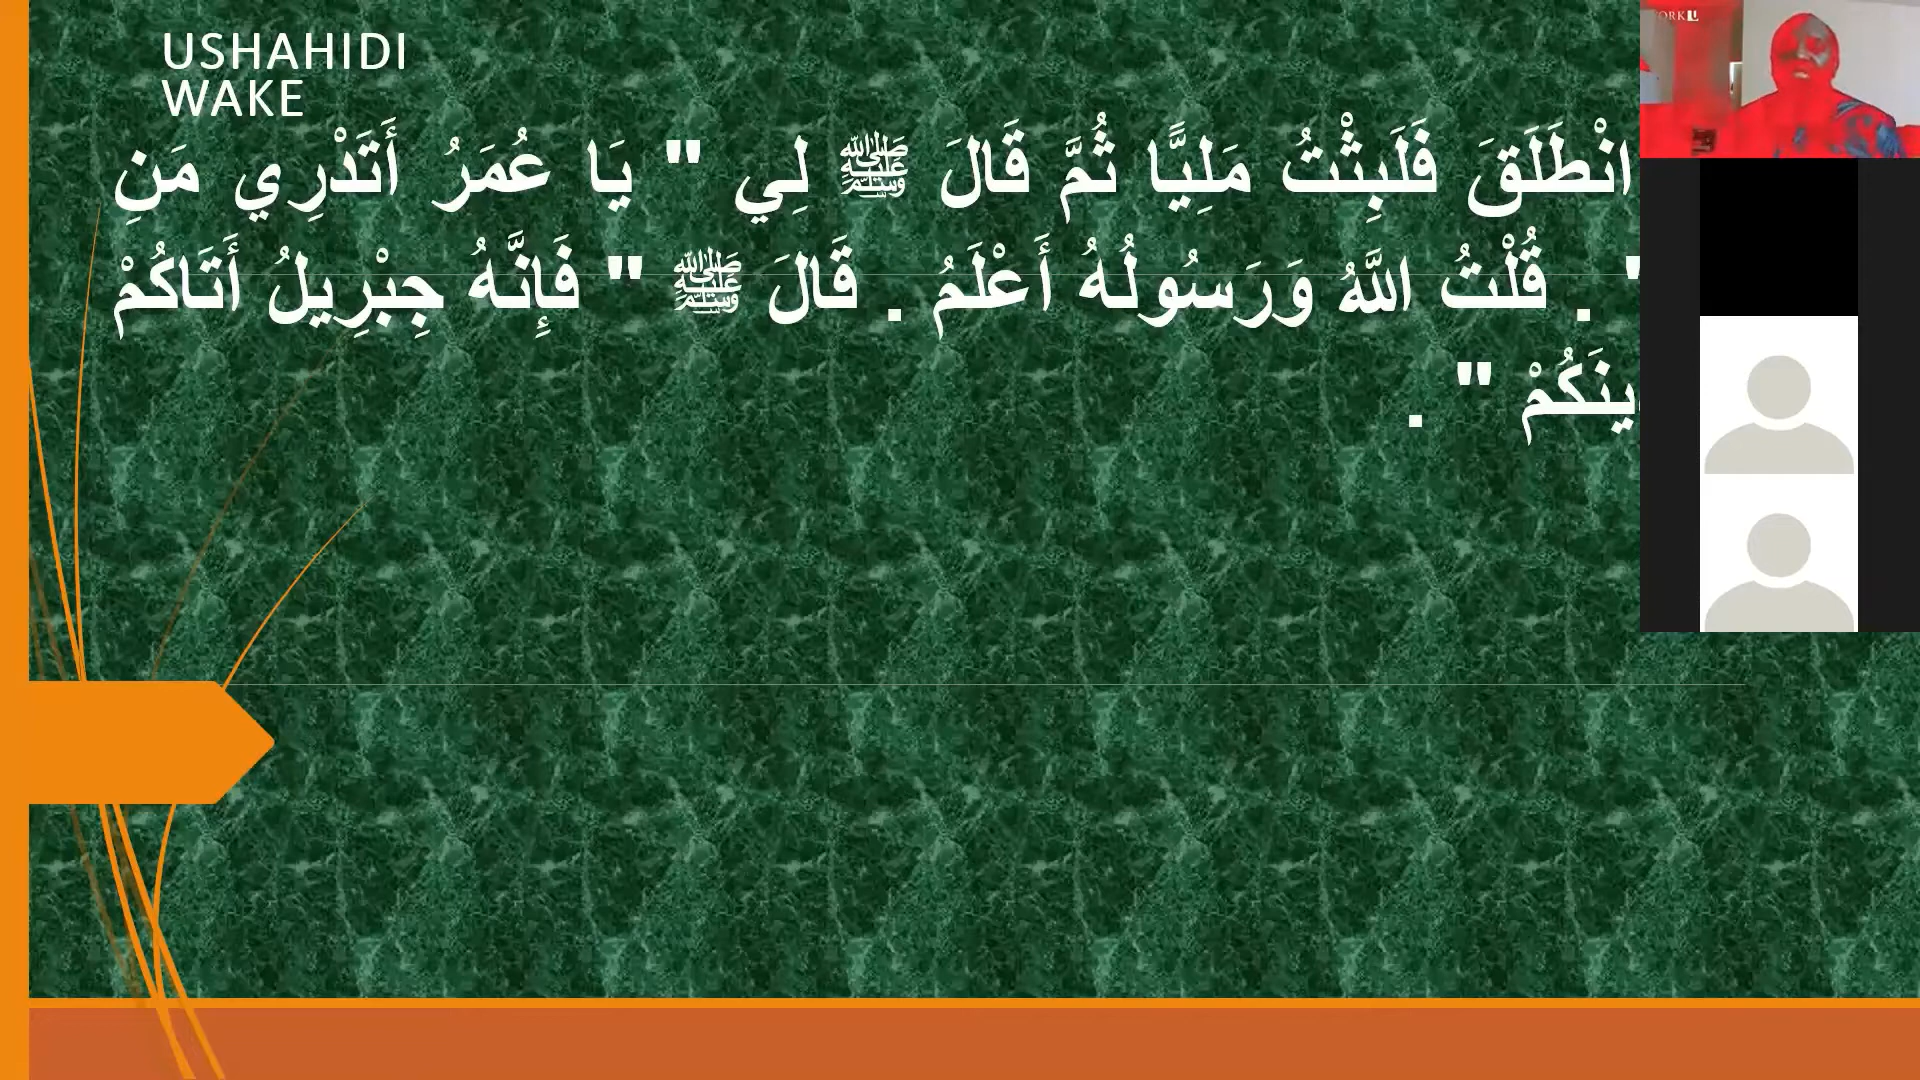 USHAHIDI
WAKE
انْطَلَقَ فَلَبِثْتُ مَلِيًّا ثُمَّ قَالَ ﷺ لِي " يَا عُمَرُ أَتَدْرِي مَنِ
" . قُلْتُ اللَّهُ وَرَسُولُهُ أَعْلَمُ . قَالَ ﷺ " فَإِنَّهُ جِبْرِيلُ أَتَاكُمْ
ينَكُمْ " .